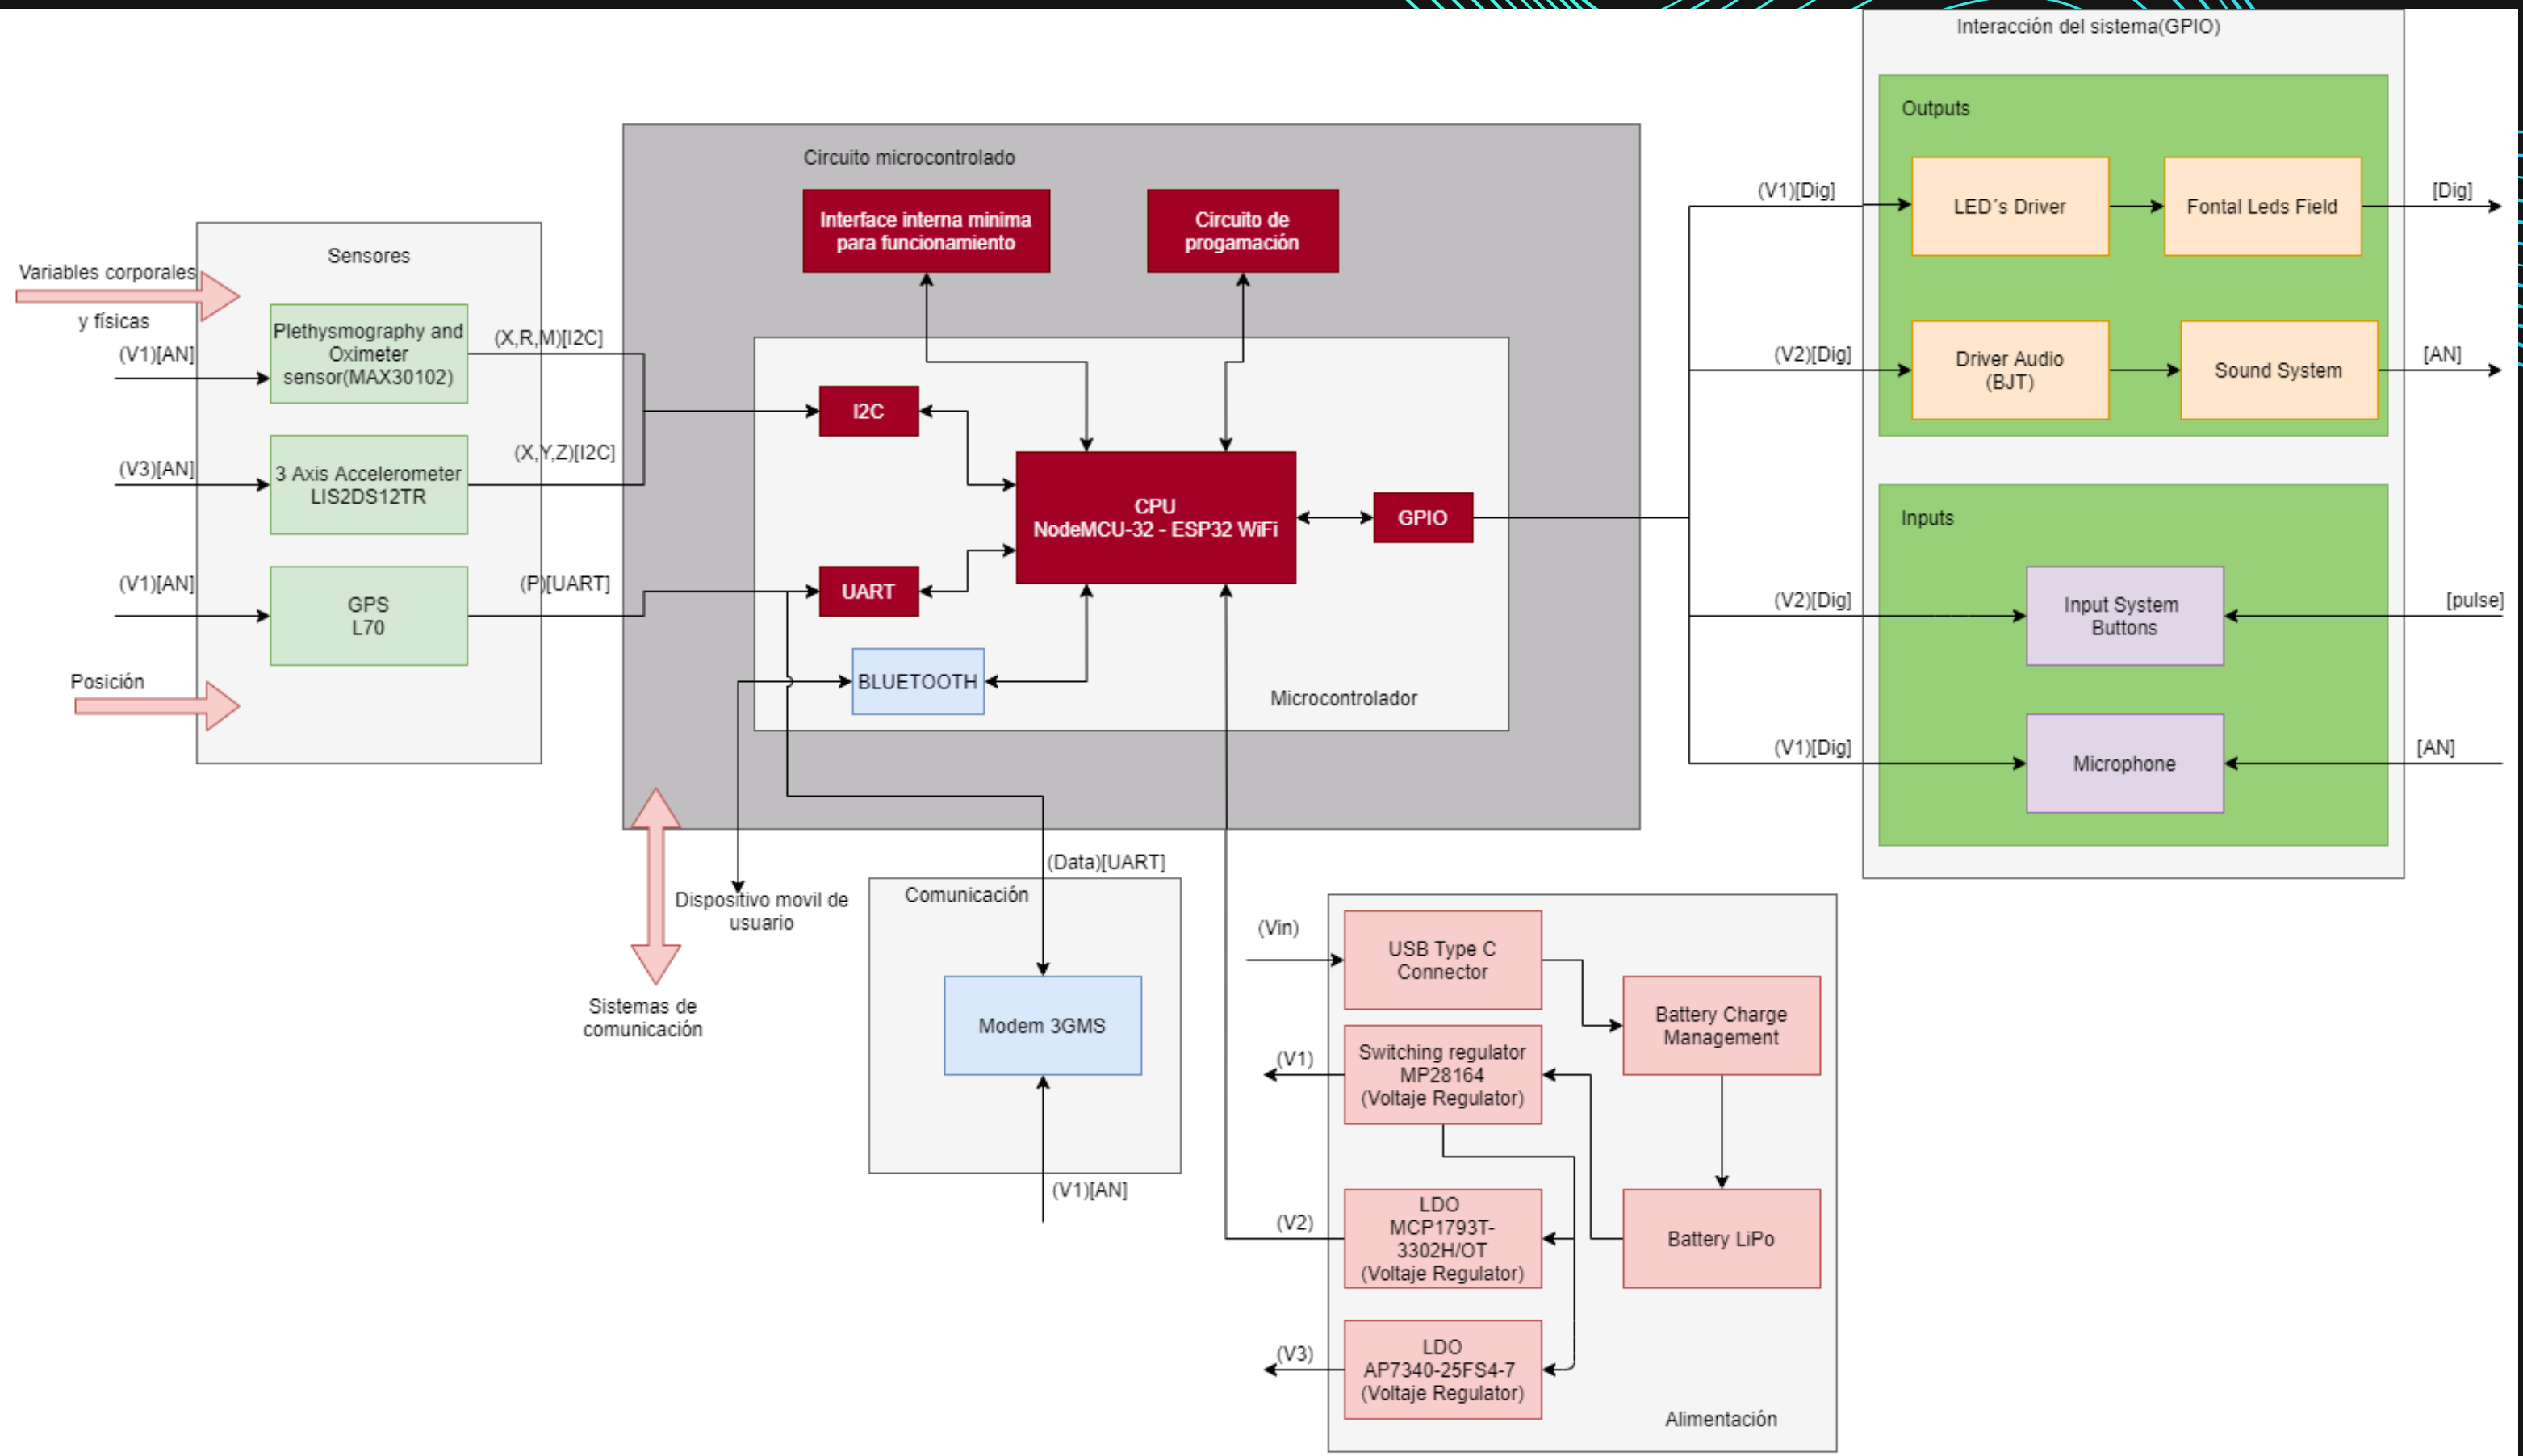 Interacción del sistema(GPIO)
Outputs
(V1)[Dig]
LED´s Driver
Fontal Leds Field
[Dig]
(V2)[Dig]
Driver Audio
(BJT)
Sound System
[AN]
Inputs
(V2)[Dig]
Input System
Buttons
[pulse]
(V1)[Dig]
Microphone
[AN]
Circuito microcontrolado
Interface interna minima
para funcionamiento
Circuito de
progamación
I2C
CPU
NodeMCU-32 - ESP32 WiFi
GPIO
UART
BLUETOOTH
Microcontrolador
Sensores
Variables corporales
y físicas
(V1)[AN]
Plethysmography and
Oximeter
sensor(MAX30102)
(X,R,M)[I2C]
(V3)[AN]
3 Axis Accelerometer
LIS2DS12TR
(X,Y,Z)[I2C]
(V1)[AN]
GPS
L70
(P)[UART]
Posición
Dispositivo movil de
usuario
Sistemas de
comunicación
(Data)[UART]
Comunicación
Modem 3GMS
(V1)[AN]
(Vin)
USB Type C
Connector
Battery Charge
Management
(V1)
Switching regulator
MP28164
(Voltaje Regulator)
(V2)
LDO
MCP1793T-
3302H/OT
(Voltaje Regulator)
Battery LiPo
(V3)
LDO
AP7340-25FS4-7
(Voltaje Regulator)
Alimentación